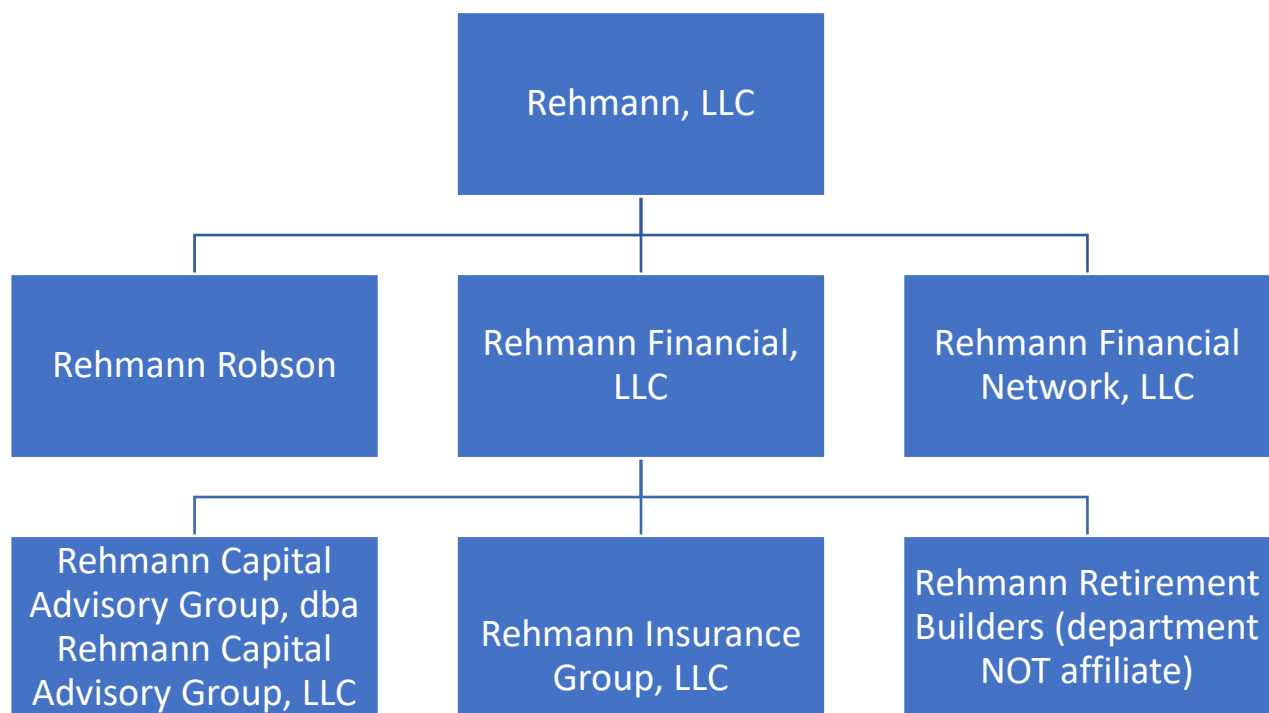 Rehmann, LLC
Rehmann Robson
Rehmann Financial,
LLC
Rehmann Financial
Network, LLC
Rehmann Capital
Advisory Group, dba
Rehmann Capital
Advisory Group, LLC
Rehmann Insurance
Group, LLC
Rehmann Retirement
Builders (department
NOT affiliate)